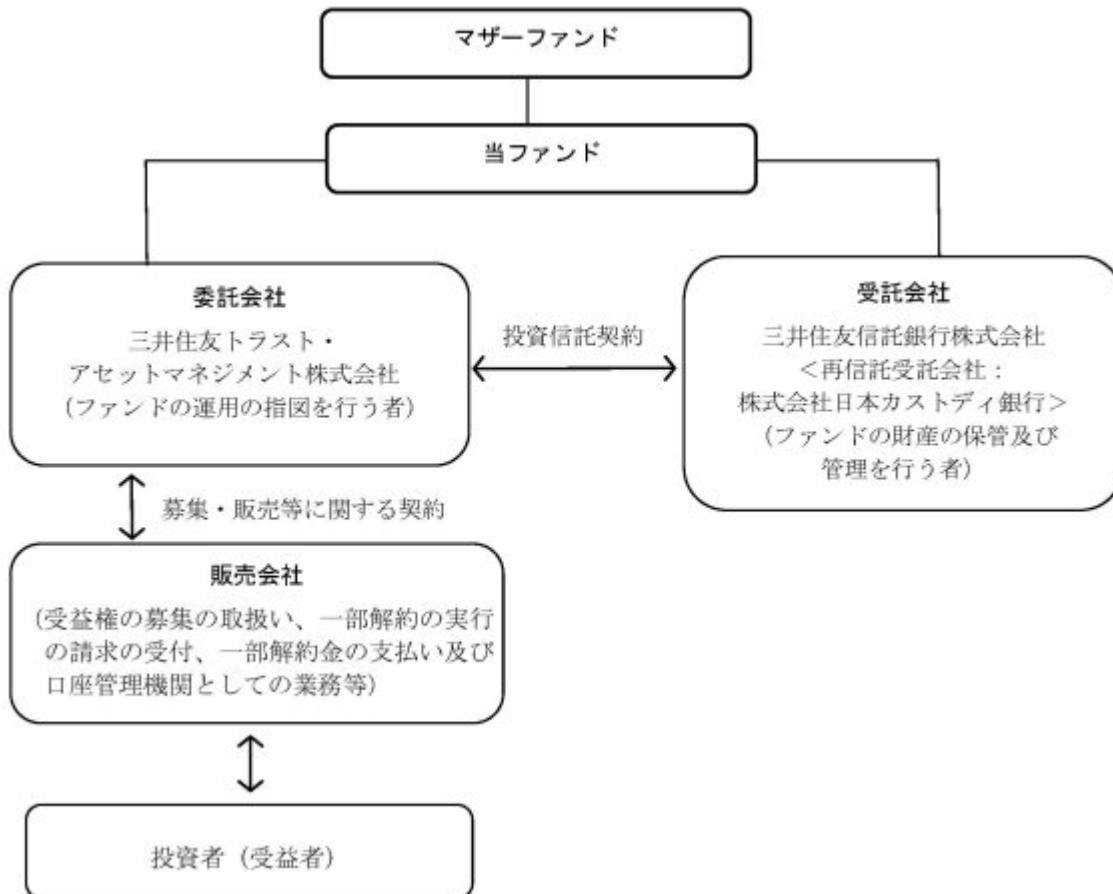 マザーファンド
当ファンド
委託会社
三井住友トラスト・
アセットマネジメント株式会社
(ファンドの運用の指図を行う者)
投資信託契約
受託会社
三井住友信託銀行株式会社
<再信託受託会社:
株式会社日本カストディ銀行>
(ファンドの財産の保管及び
管理を行う者)
募集・販売等に関する契約
販売会社
(受益権の募集の取扱い、一部解約の実行
の請求の受付、一部解約金の支払い及び
口座管理機関としての業務等)
投資者(受益者)